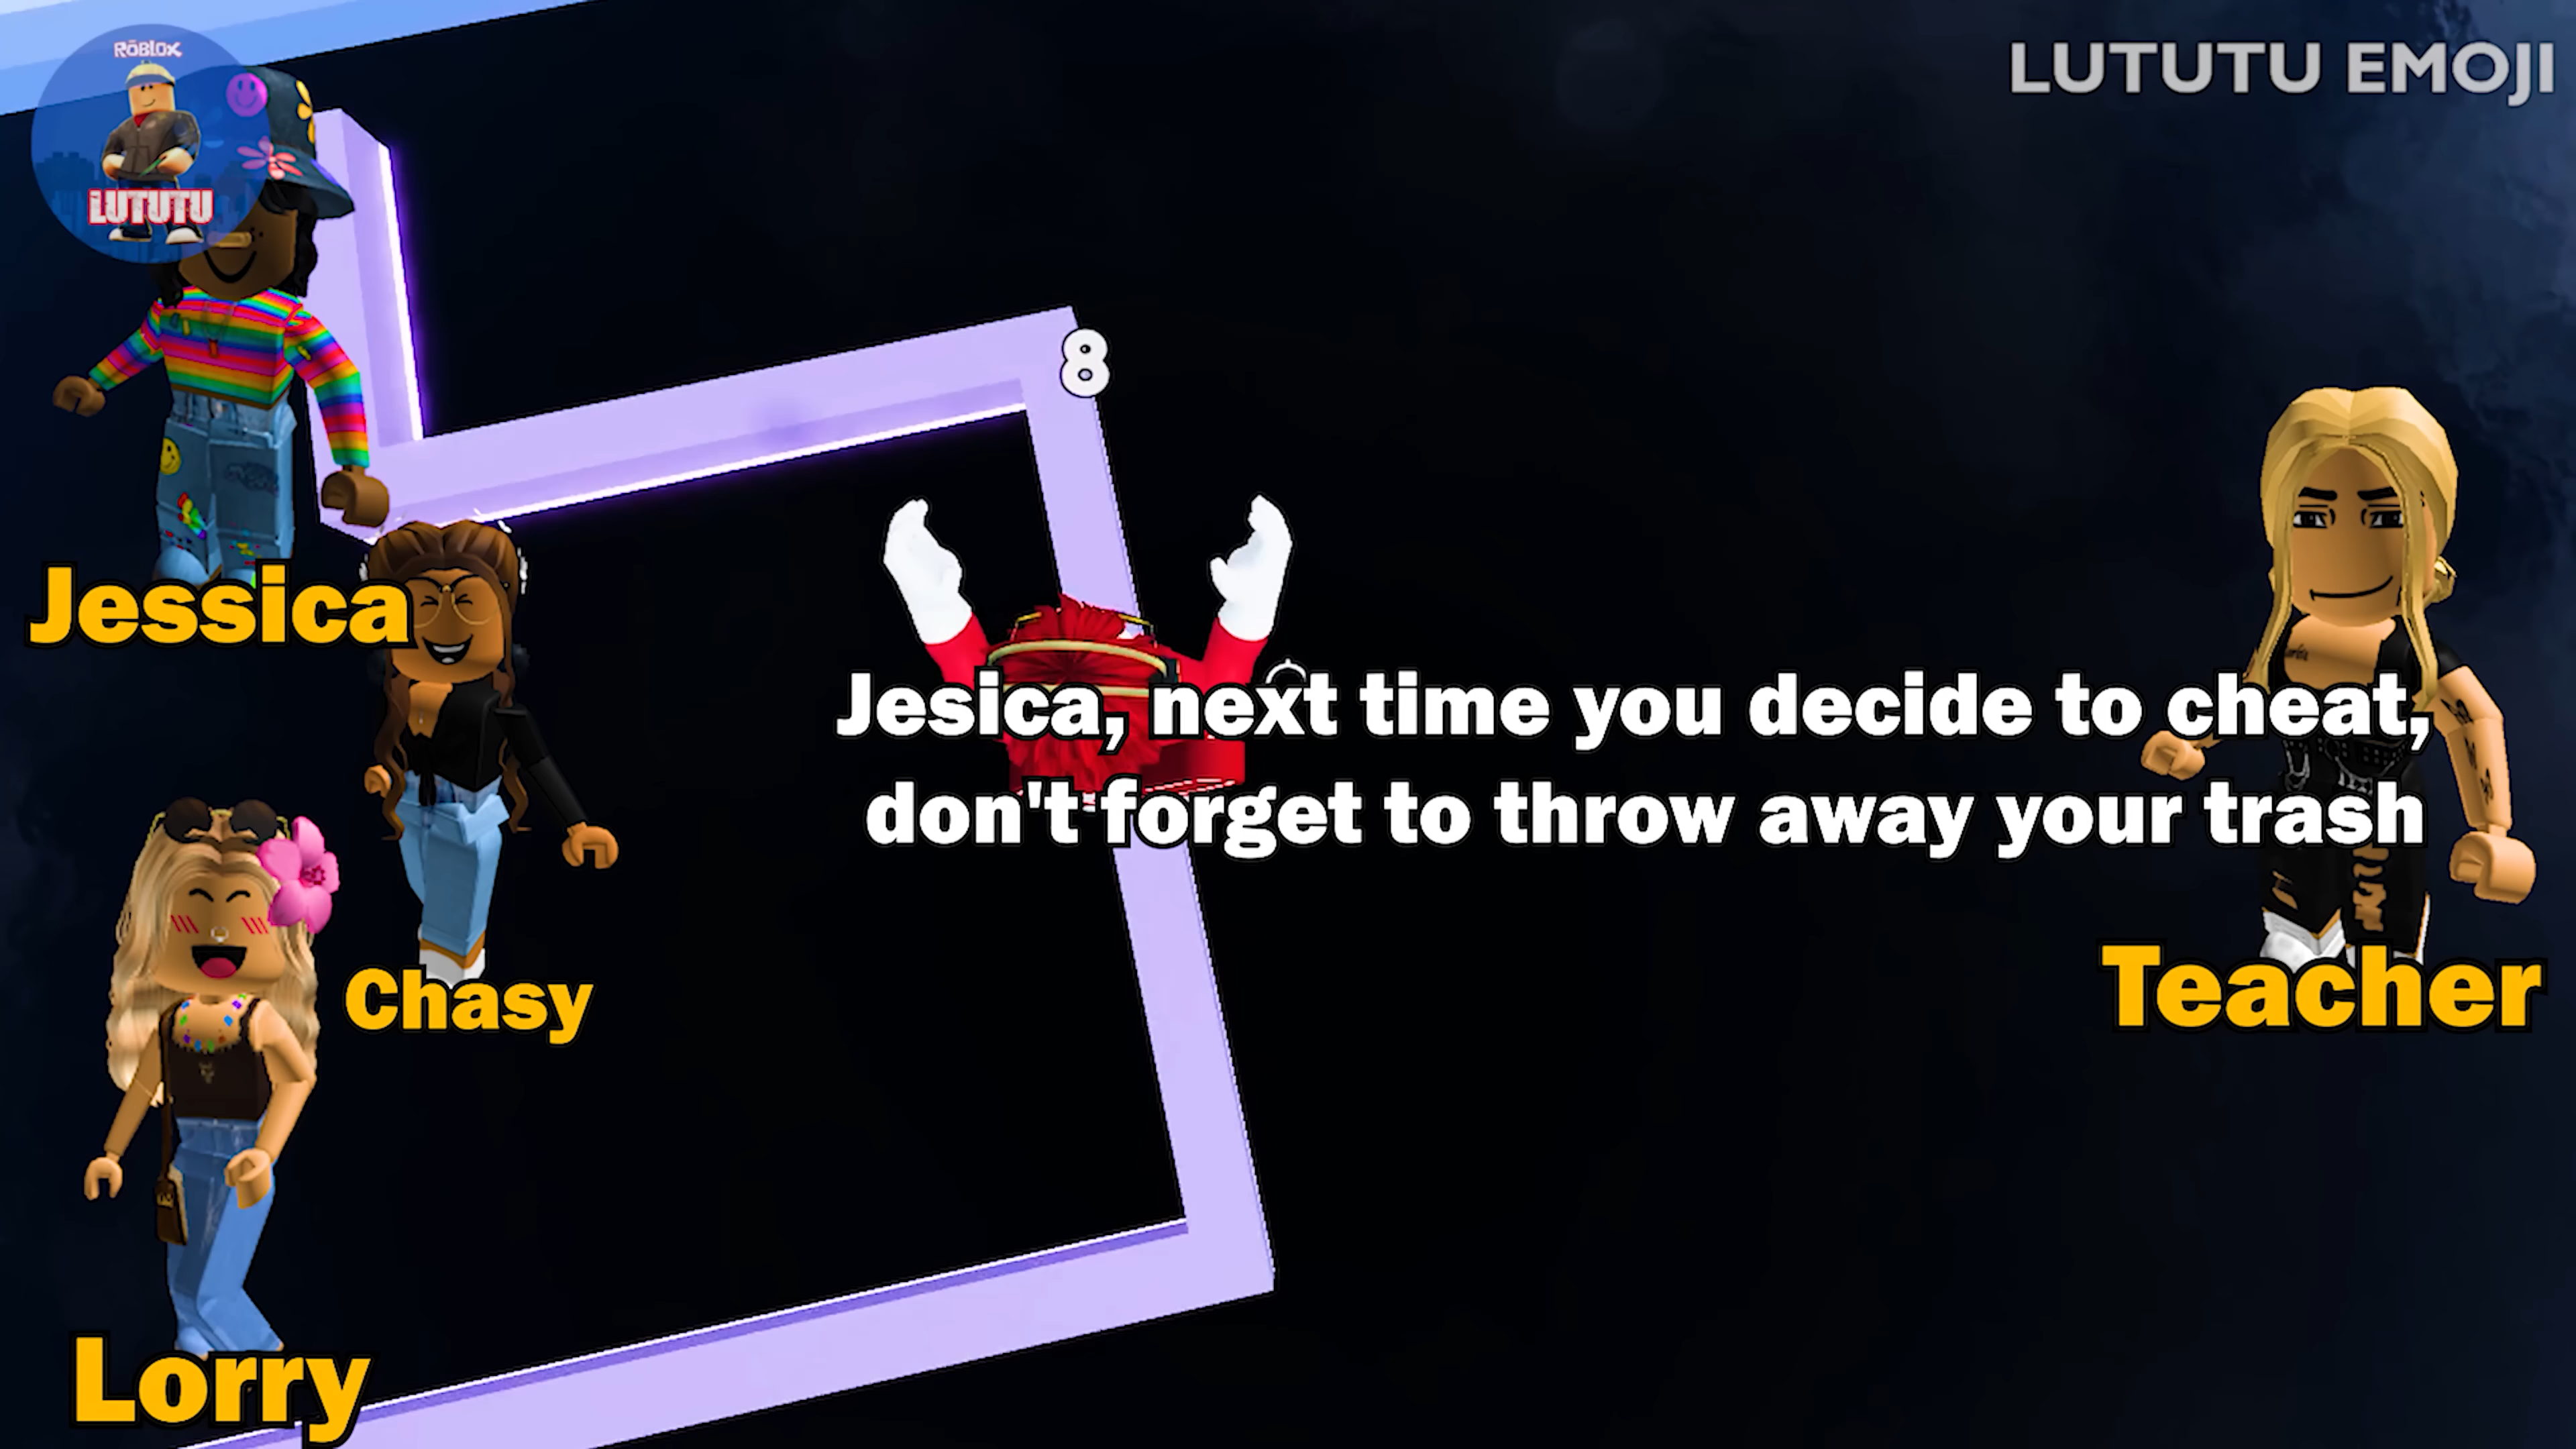 ROBLOX
LUTUTU
LUTUTU EMOJI
8
Jessica
Jesica, next time you decide to cheat,
don't forget to throw away your trash
Chasy
Teacher
Lorry